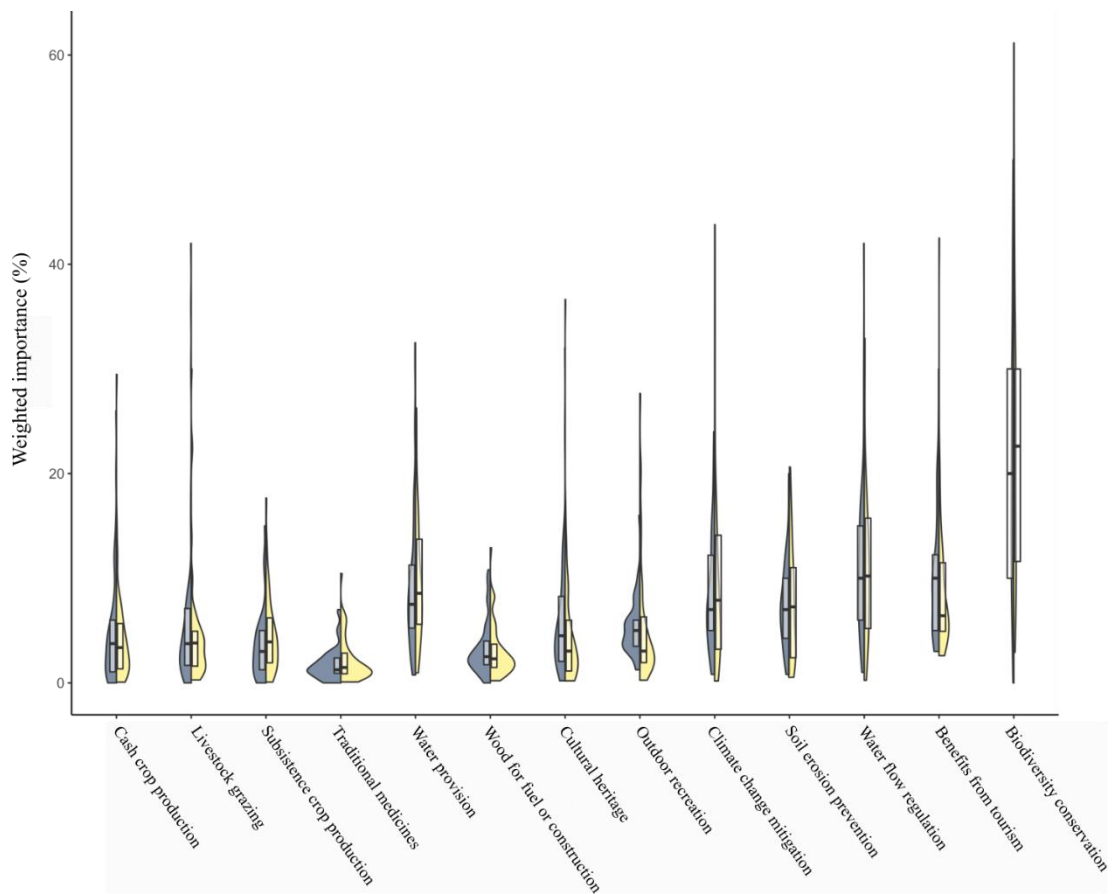 60
40
20
0
Weighted importance (%)
Cash crop production
Livestock grazing
Subsistence crop production
Traditional medicines
Water provision
Wood for fuel or construction
Cultural heritage
Outdoor recreation
Climate change mitigation
Soil erosion prevention
Water flow regulation
Benefits from tourism
Biodiversity conservation